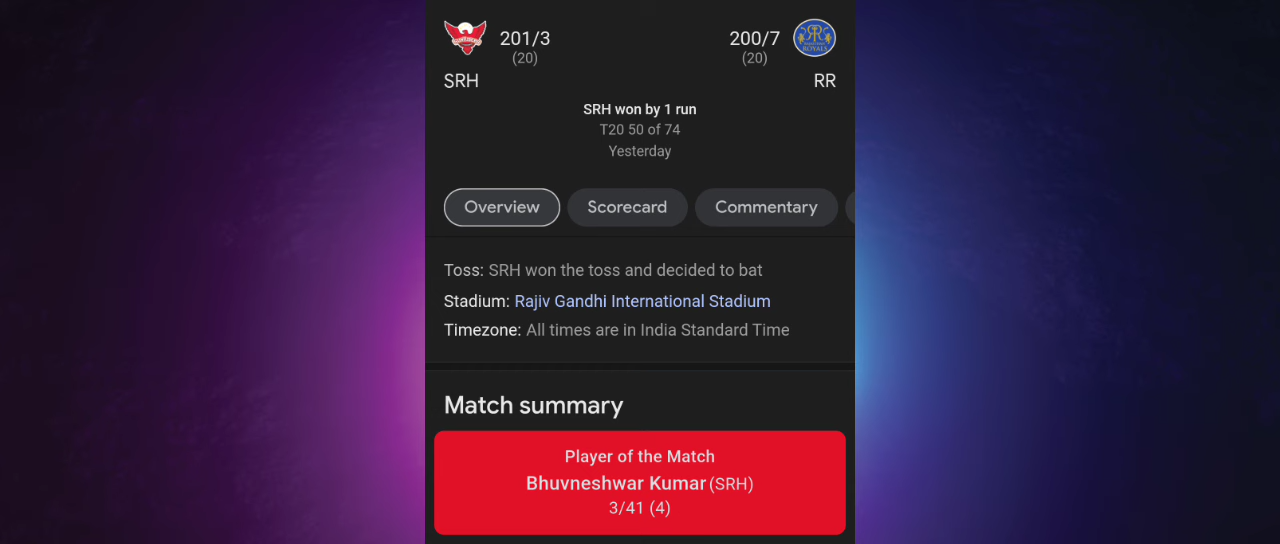 201/3
(20)
SRH
200/7
(20)
RR
SRH won by 1 run
T20 50 of 74
Yesterday
Overview
Scorecard
Commentary
Toss: SRH won the toss and decided to bat
Stadium: Rajiv Gandhi International Stadium
Timezone: All times are in India Standard Time
Match summary
Player of the Match
Bhuvneshwar Kumar (SRH)
3/41 (4)
ROYALS